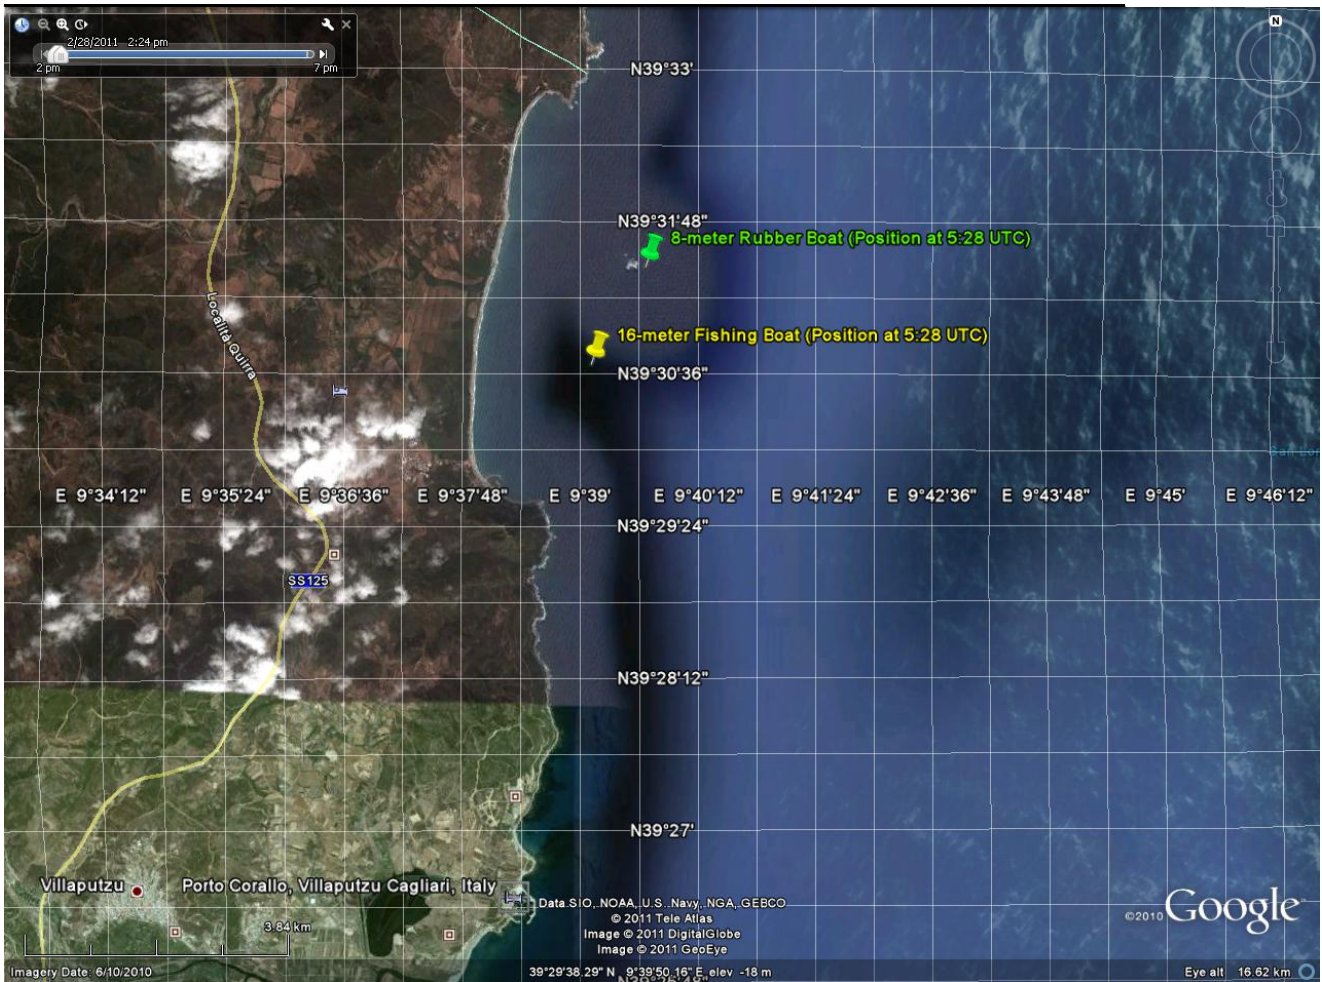 2/28/2011 2:24 pm
2 pm
7 pm
N
N39°33'
N39°31'48"
8-meter Rubber Boat (Position at 5:28 UTC)
Località Quirra
16-meter Fishing Boat (Position at 5:28 UTC)
N39°30'36"
E 9°34'12" E 9°35'24" E 9°36'36" E 9°37'48" E 9°39' E 9°40'12" E 9°41'24" E 9°42'36" E 9°43'48" E 9°45' E 9°46'12"
N39°29'24"
SS125
N39°28'12"
N39°27'
Villaputzu
Porto Corallo, Villaputzu Cagliari, Italy
Data SIO, NOAA, U.S. Navy, NGA, GEBCO
© 2011 Tele Atlas
Image © 2011 DigitalGlobe
Image © 2011 GeoEye
©2010 Google
3.84 km
Imagery Date: 6/10/2010
39°29'38.29" N 9°39'50.16" E elev -18 m
Eye alt 16.62 km
N39°25'48"